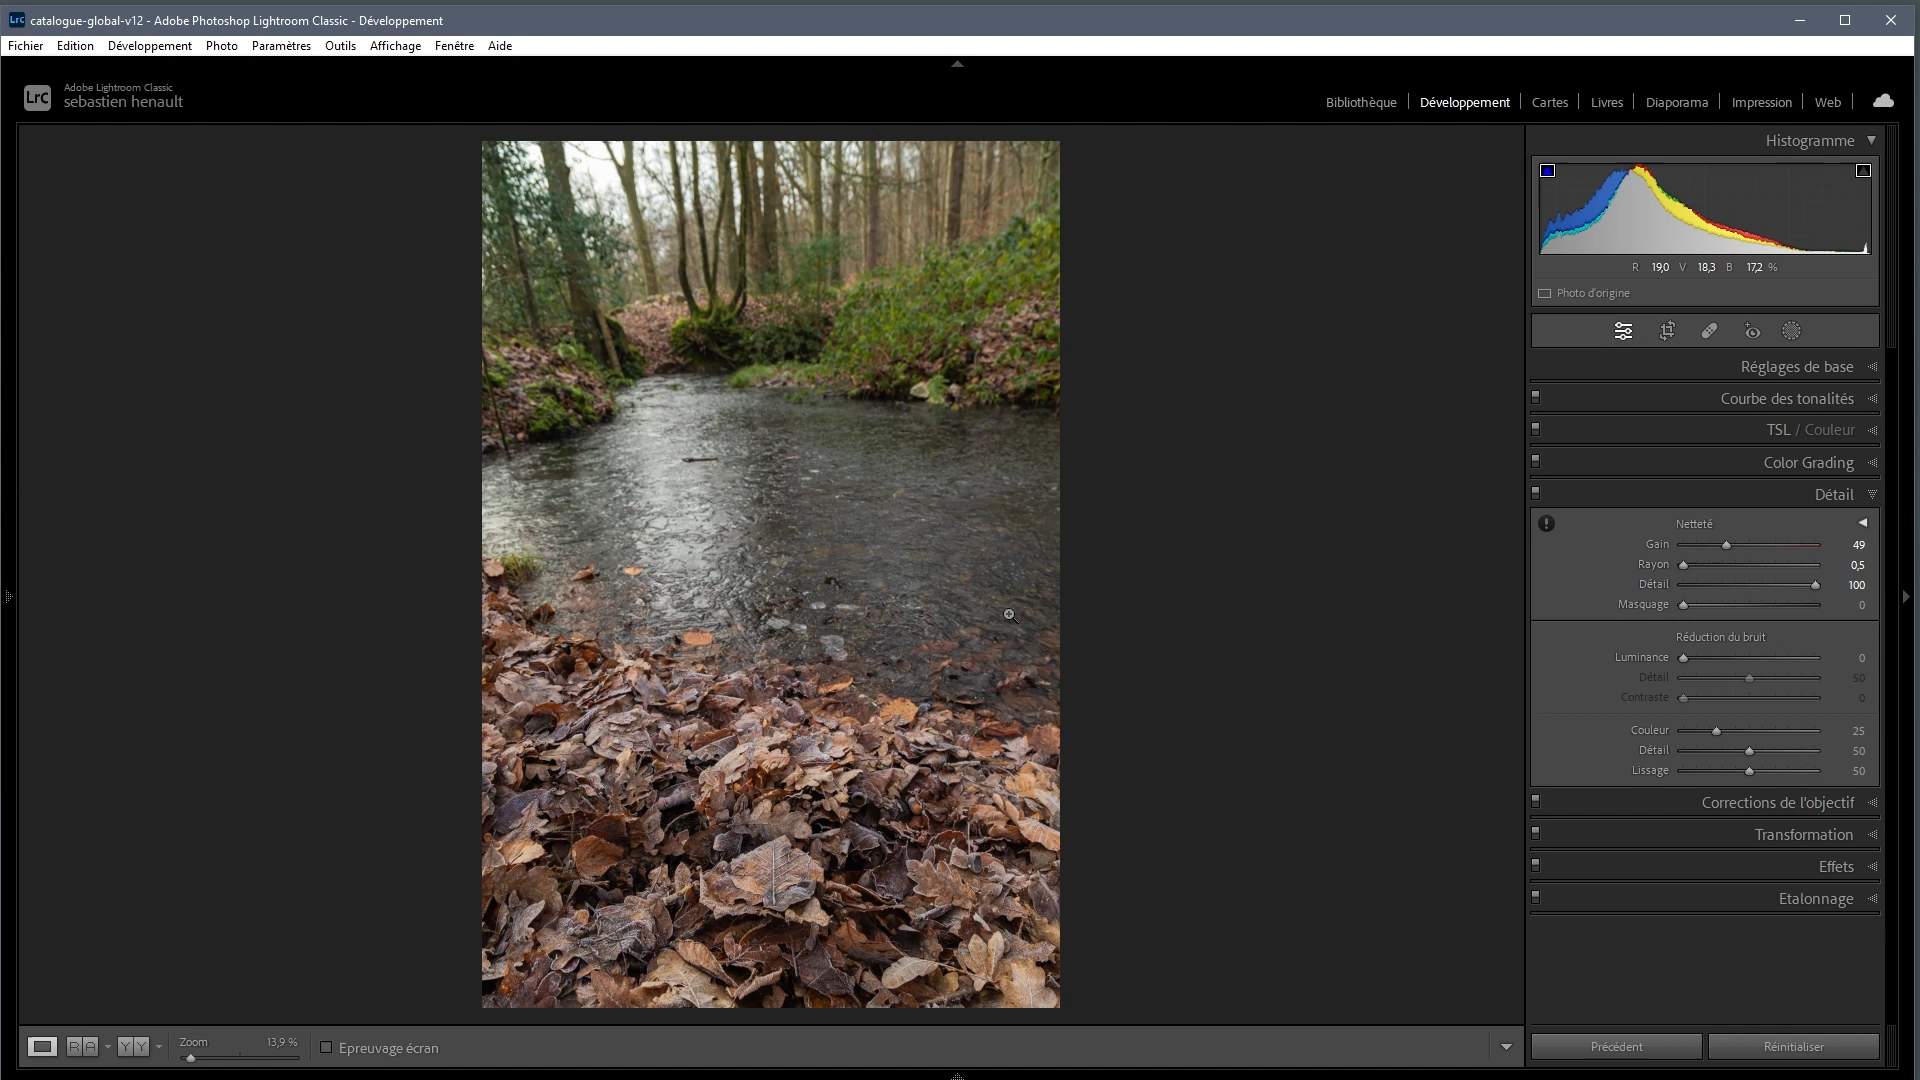 Lrc catalogue-global-v12 - Adobe Photoshop Lightroom Classic - Développement
Fichier Edition Développement Photo Paramètres Outils Affichage Fenêtre Aide
Lrc Adobe Lightroom Classic
sebastien henault
Bibliothèque | Développement | Cartes | Livres | Diaporama | Impression | Web |
Histogramme
R 19,0 V 18,3 B 17,2 %
Photo d'origine
Réglages de base
Courbe des tonalités
TSL / Couleur
Color Grading
Détail
Netteté
Gain 49
Rayon 0,5
Détail 100
Masquage 0
Réduction du bruit
Luminance 0
Détail 50
Contraste 0
Couleur 25
Détail 50
Lissage 50
Corrections de l'objectif
Transformation
Effets
Etalonnage
R A Y Y Zoom 13,9 % Epreuvage écran
Précédent Réinitialiser